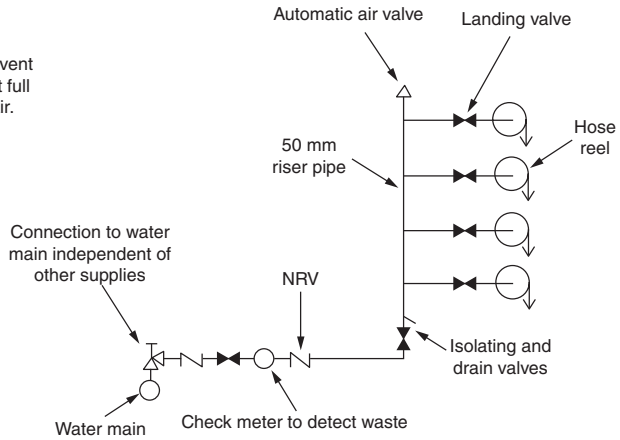 Automatic air valve
Landing valve
vent
t full
ir.
50 mm
riser pipe
Hose
reel
Connection to water
main independent of
other supplies
NRV
Isolating and
drain valves
Water main
Check meter to detect waste